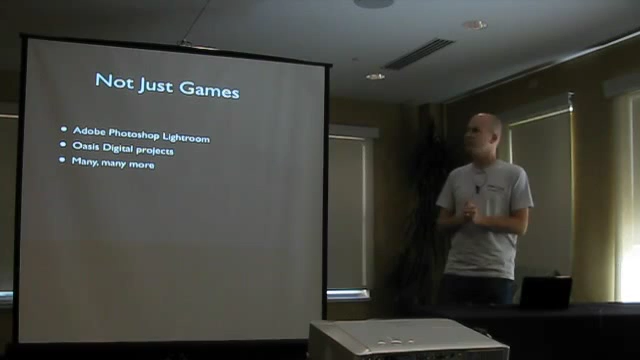 Not Just Games
• Adobe Photoshop Lightroom
• Oasis Digital projects
• Many, many more